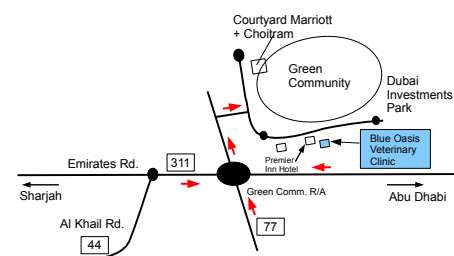 Courtyard Marriott
+ Choitram
Green
Community
Dubai
Investments
Park
Blue Oasis
Veterinary
Clinic
Premier
Inn Hotel
Emirates Rd.
311
Sharjah
Green Comm. R/A
Abu Dhabi
Al Khail Rd.
44
77